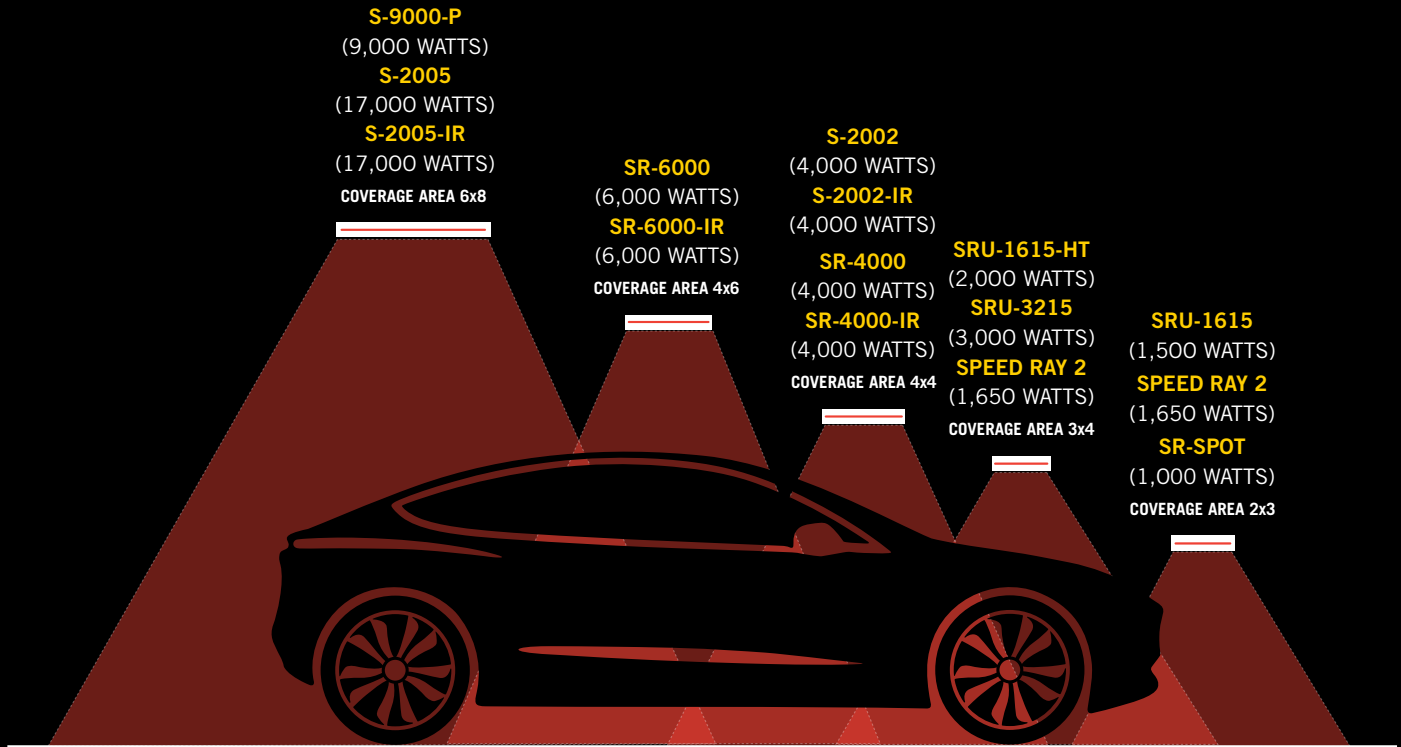 S-9000-P
(9,000 WATTS)
S-2005
(17,000 WATTS)
S-2005-IR
(17,000 WATTS)
COVERAGE AREA 6x8
SR-6000
(6,000 WATTS)
SR-6000-IR
(6,000 WATTS)
COVERAGE AREA 4x6
S-2002
(4,000 WATTS)
S-2002-IR
(4,000 WATTS)
SR-4000
(4,000 WATTS)
SR-4000-IR
(4,000 WATTS)
COVERAGE AREA 4x4
SRU-1615-HT
(2,000 WATTS)
SRU-3215
(3,000 WATTS)
SPEED RAY 2
(1,650 WATTS)
COVERAGE AREA 3x4
SRU-1615
(1,500 WATTS)
SPEED RAY 2
(1,650 WATTS)
SR-SPOT
(1,000 WATTS)
COVERAGE AREA 2x3